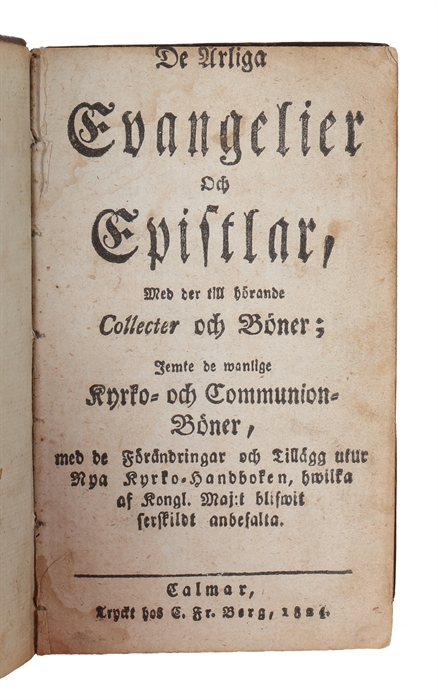 De Årliga
Evangelier
Och
Epistlar,
Med der till hörande
Collecter och Böner;
Jemte de wanlige
Kyrko- och Communion-
Böner,
med de Förändringar och Tillägg utur
Nya Kyrko-Handboken, hwilka
af Kongl. Maj:t blifwit
serskildt anbefalta.
Calmar,
Tryckt hos C. Fr. Berg, 1824.